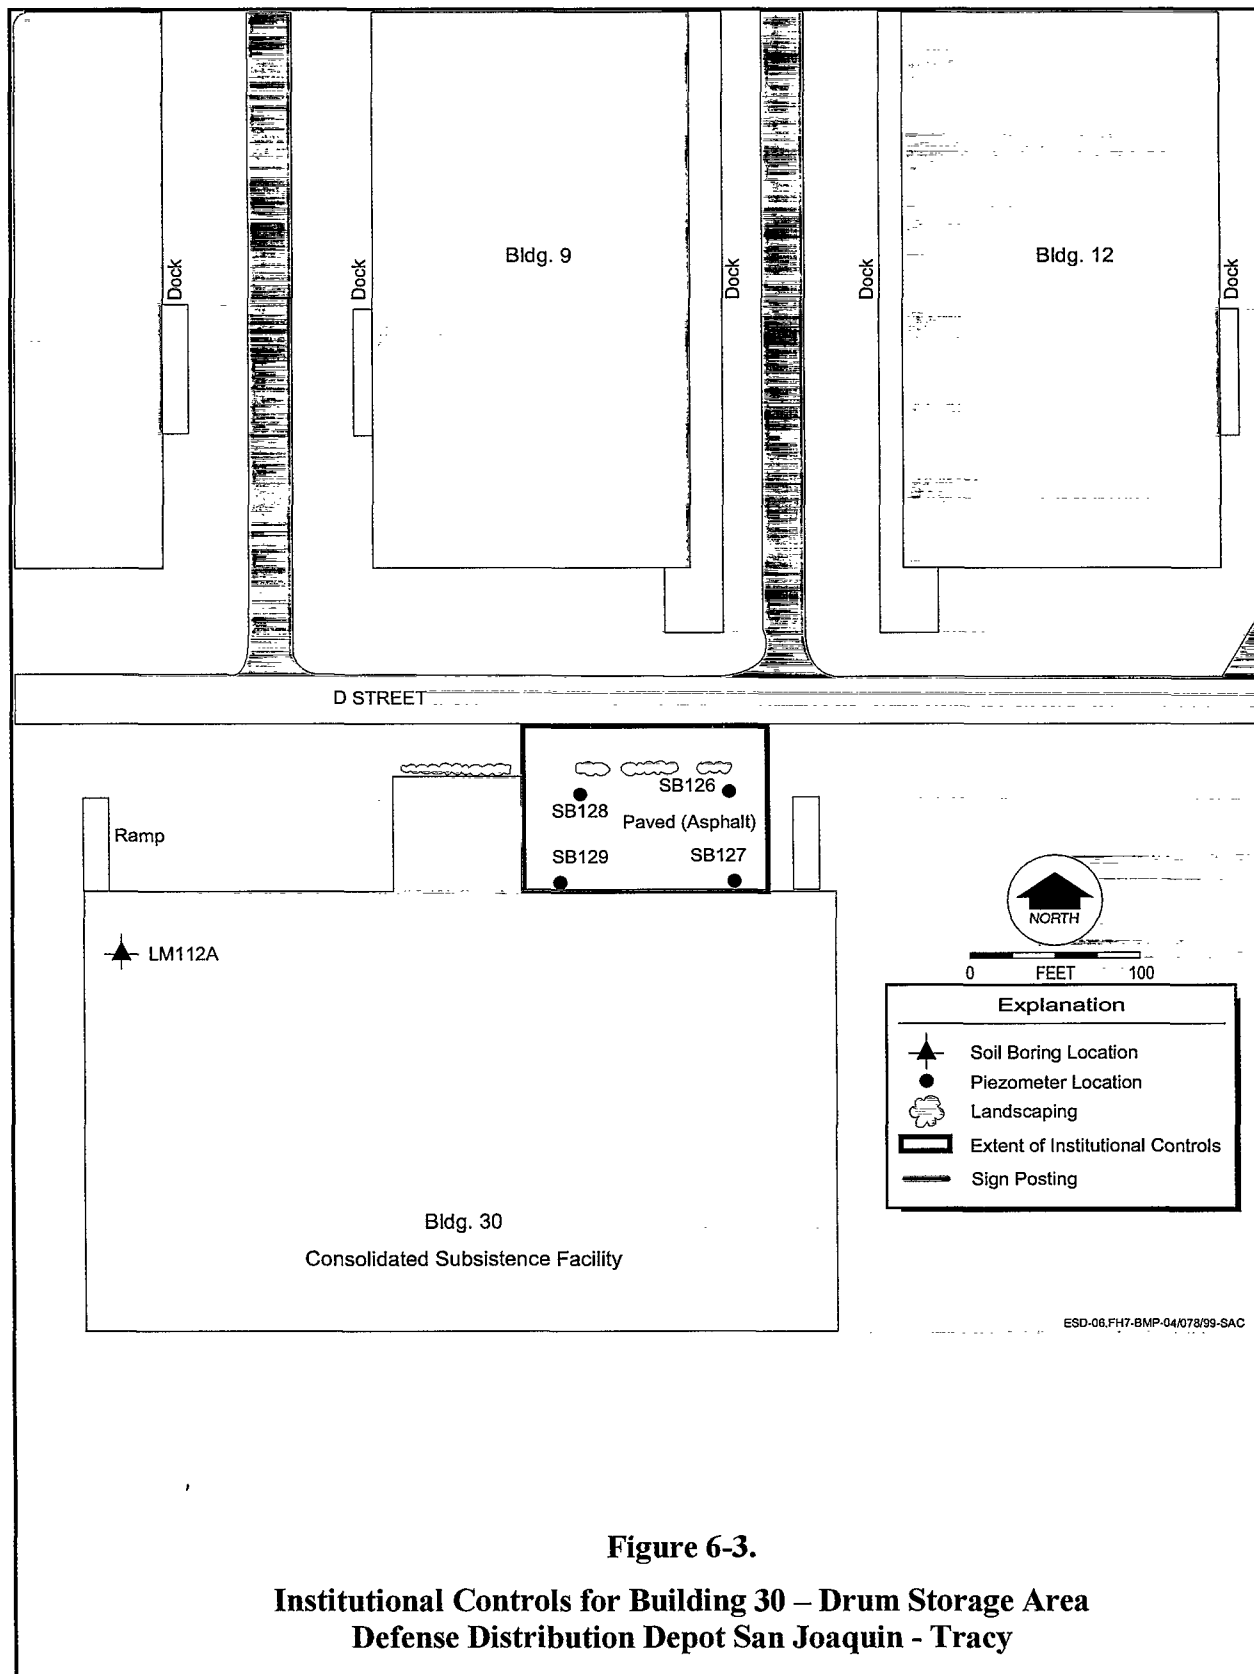 Bldg. 9
Bldg. 12
Dock
Dock
Dock
Dock
Dock
D STREET
SB126
SB128
Paved (Asphalt)
Ramp
SB129
SB127
LM112A
NORTH
0 FEET 100
Explanation
Soil Boring Location
Piezometer Location
Landscaping
Extent of Institutional Controls
Sign Posting
Bldg. 30
Consolidated Subsistence Facility
ESD-06.FH7-BMP-04/078/99-SAC
Figure 6-3.
Institutional Controls for Building 30 – Drum Storage Area
Defense Distribution Depot San Joaquin - Tracy